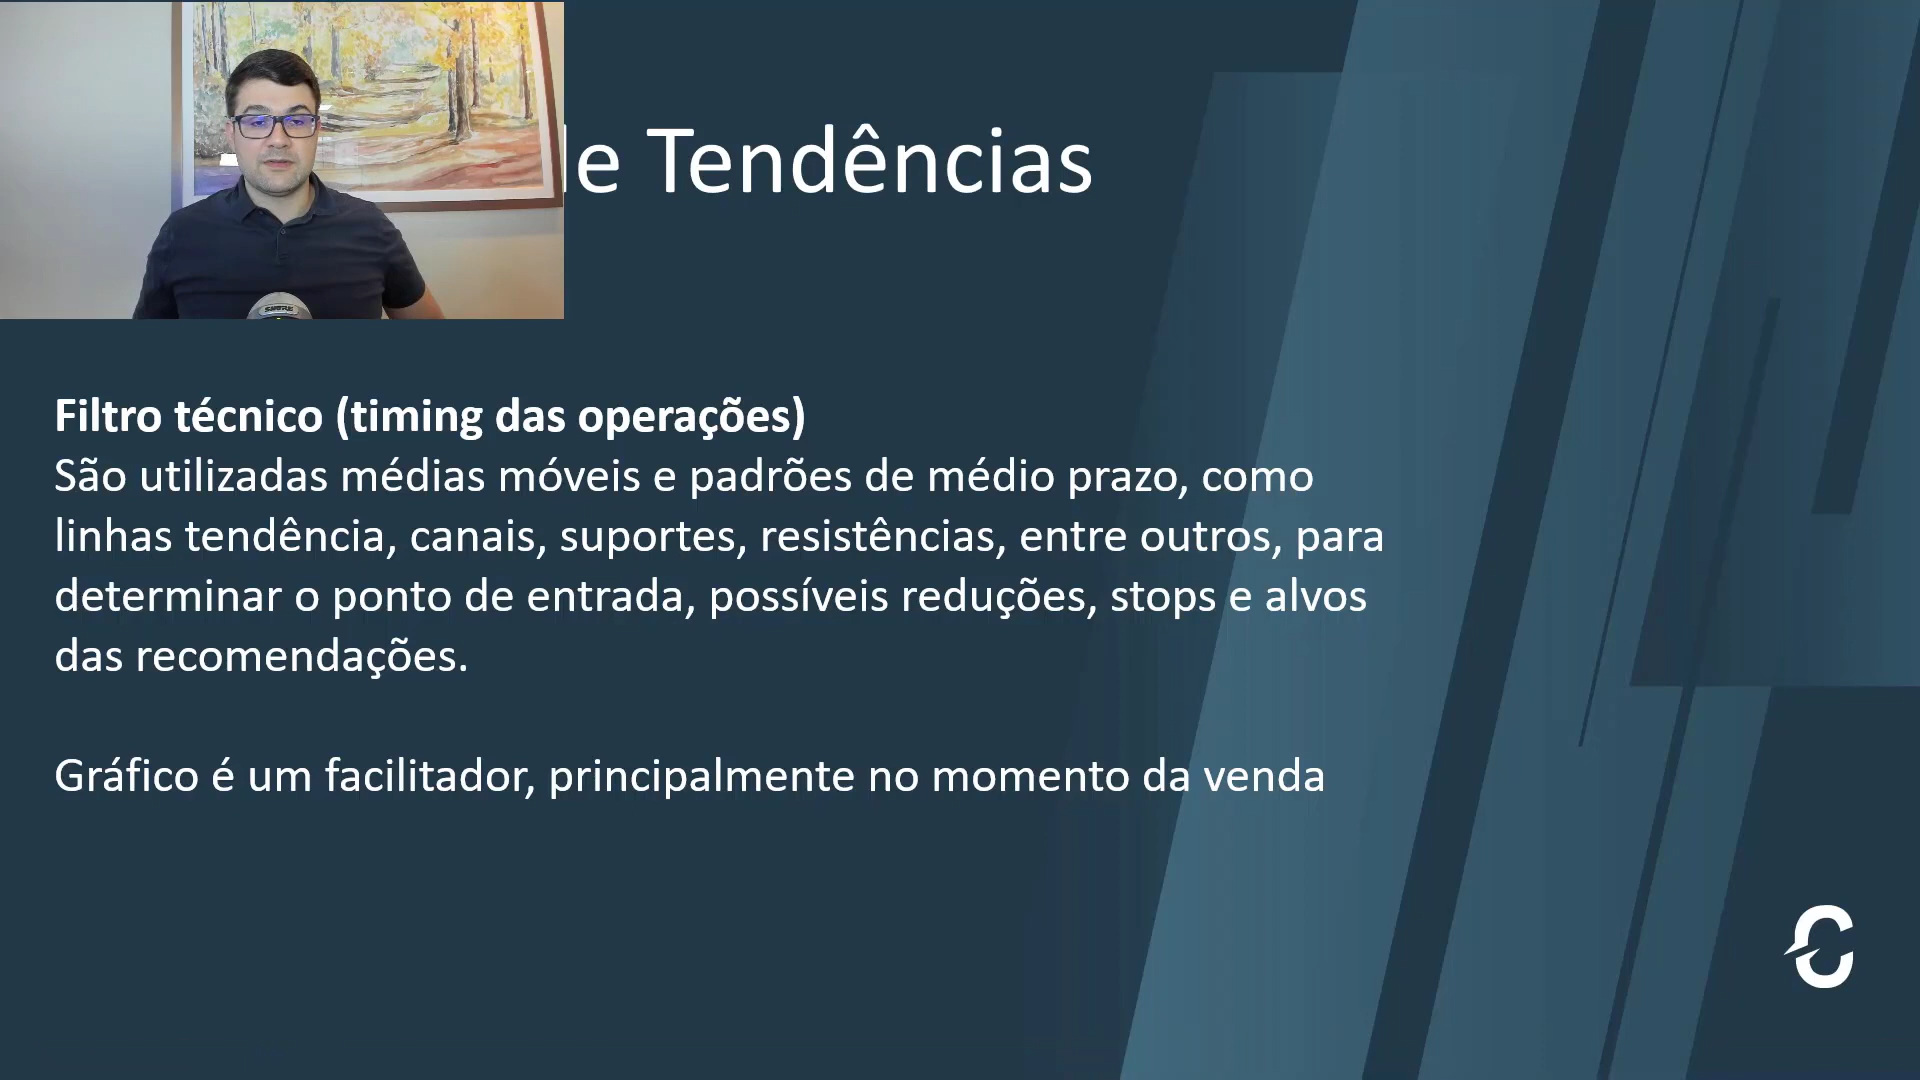 Tendências
SHURE
Filtro técnico (timing das operações)
São utilizadas médias móveis e padrões de médio prazo, como
linhas tendência, canais, suportes, resistências, entre outros, para
determinar o ponto de entrada, possíveis reduções, stops e alvos
das recomendações.
Gráfico é um facilitador, principalmente no momento da venda